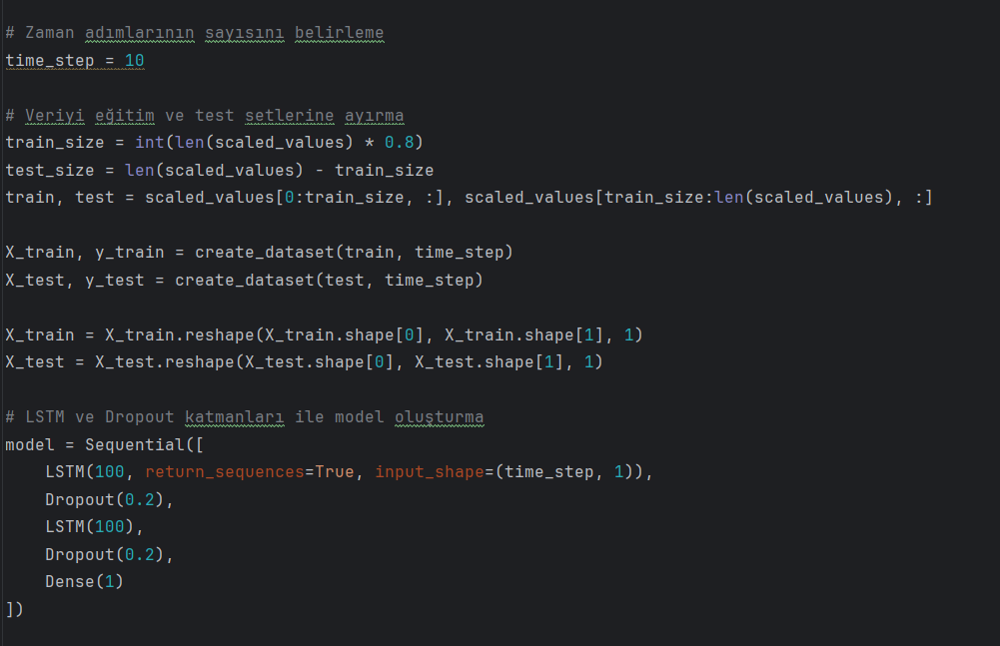 # Zaman adımlarının sayısını belirleme
time_step = 10
# Veriyi eğitim ve test setlerine ayırma
train_size = int(len(scaled_values) * 0.8)
test_size = len(scaled_values) - train_size
train, test = scaled_values[0:train_size, :], scaled_values[train_size:len(scaled_values), :]
X_train, y_train = create_dataset(train, time_step)
X_test, y_test = create_dataset(test, time_step)
X_train = X_train.reshape(X_train.shape[0], X_train.shape[1], 1)
X_test = X_test.reshape(X_test.shape[0], X_test.shape[1], 1)
# LSTM ve Dropout katmanları ile model oluşturma
model = Sequential([
    LSTM(100, return_sequences=True, input_shape=(time_step, 1)),
    Dropout(0.2),
    LSTM(100),
    Dropout(0.2),
    Dense(1)
])